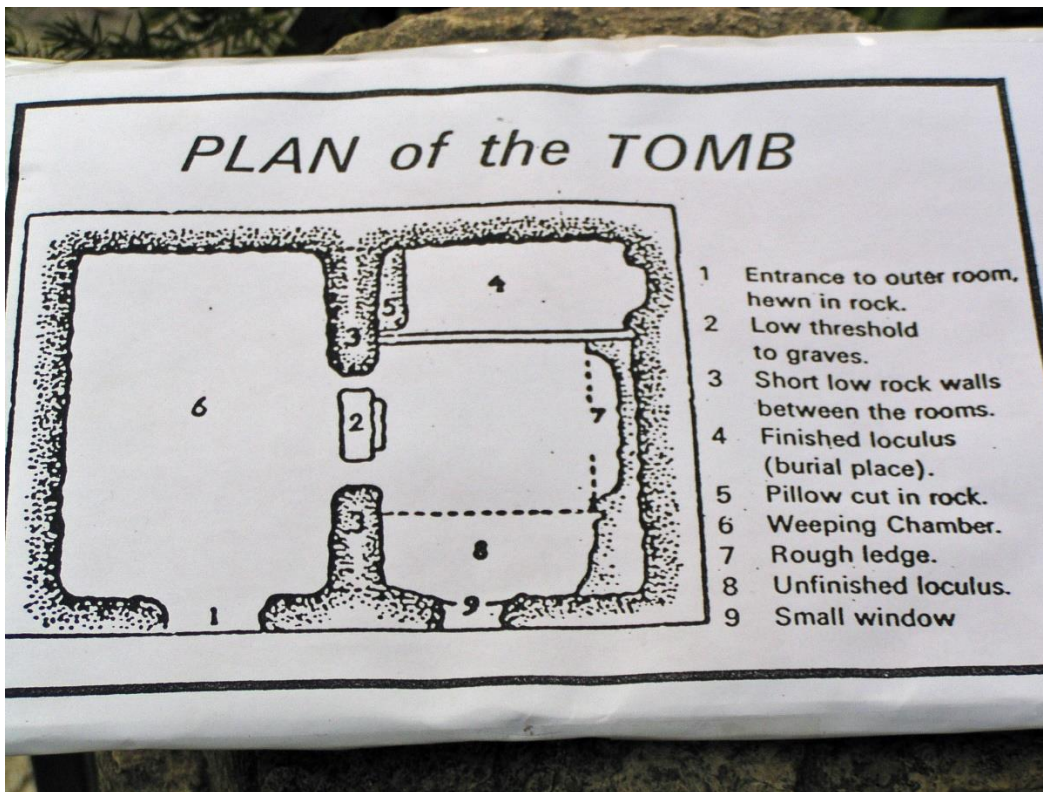 PLAN of the TOMB
4
5
3
6
2
7
3
8
9
1
1 Entrance to outer room,
hewn in rock.
2 Low threshold
to graves.
3 Short low rock walls
between the rooms.
4 Finished loculus
(burial place).
5 Pillow cut in rock.
6 Weeping Chamber.
7 Rough ledge.
8 Unfinished loculus.
9 Small window